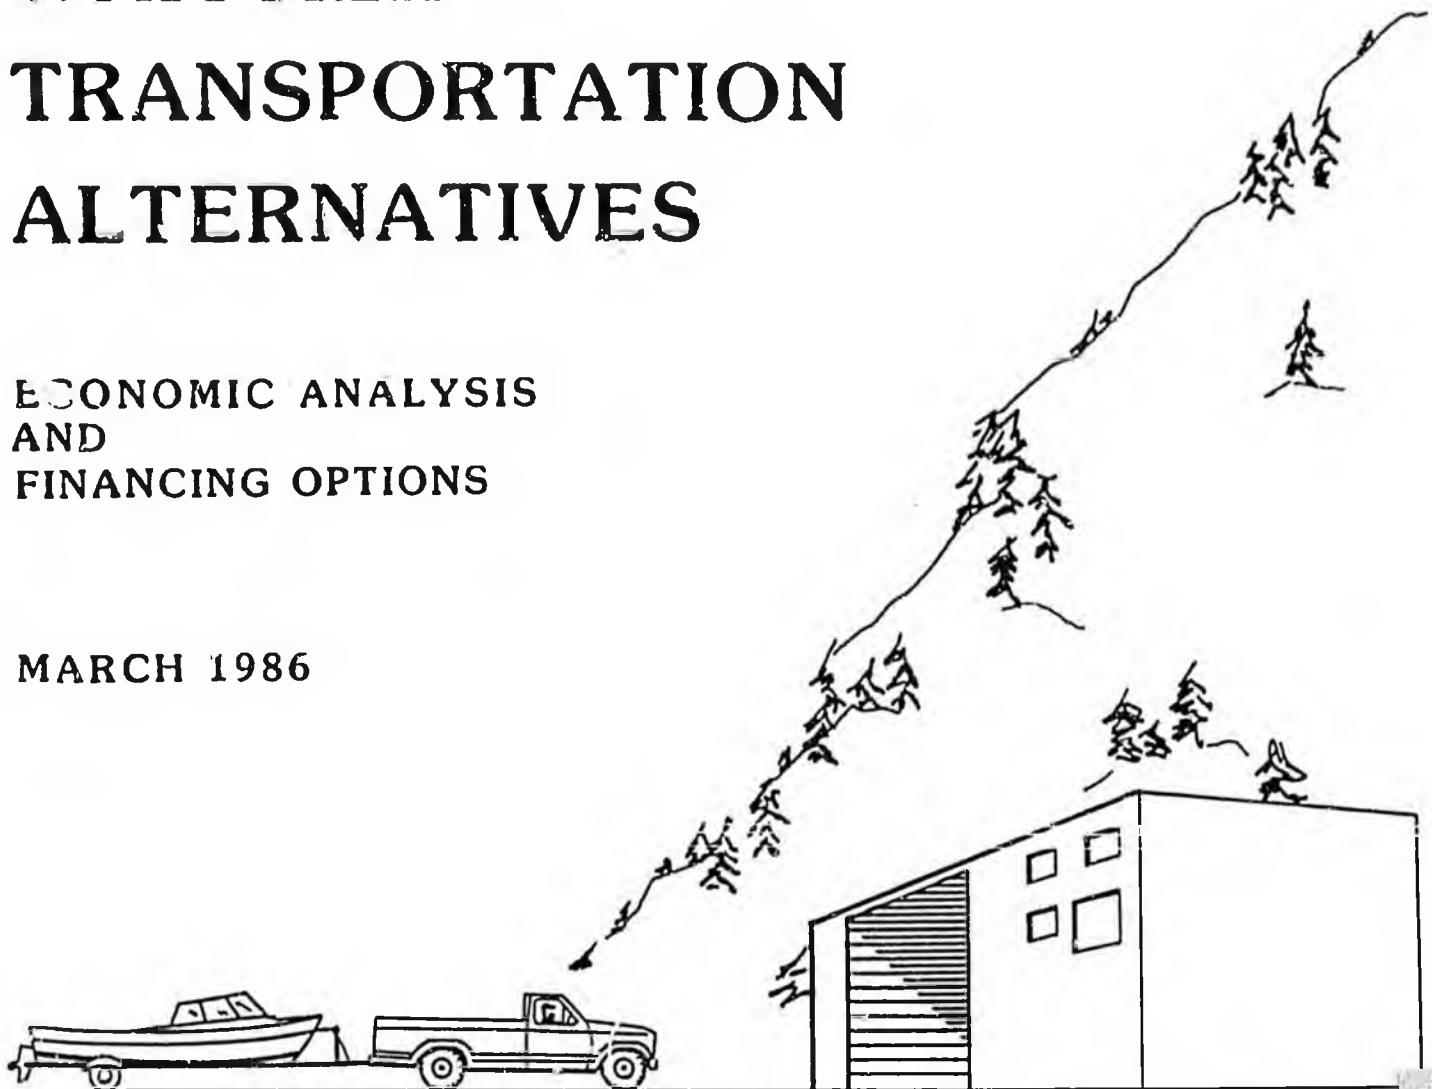 TRANSPORTATION
ALTERNATIVES
ECONOMIC ANALYSIS
AND
FINANCING OPTIONS
MARCH 1986